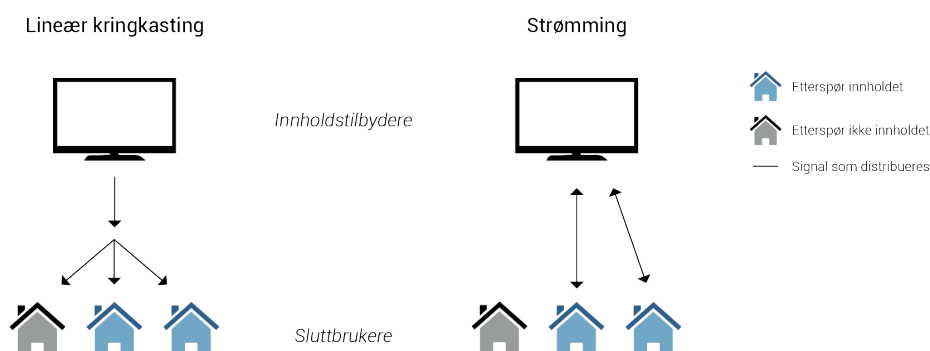 Lineær kringkasting
Strømming
Innholdstilbydere
Etterspør innholdet
Etterspør ikke innholdet
Signal som distribueres
Sluttbrukere